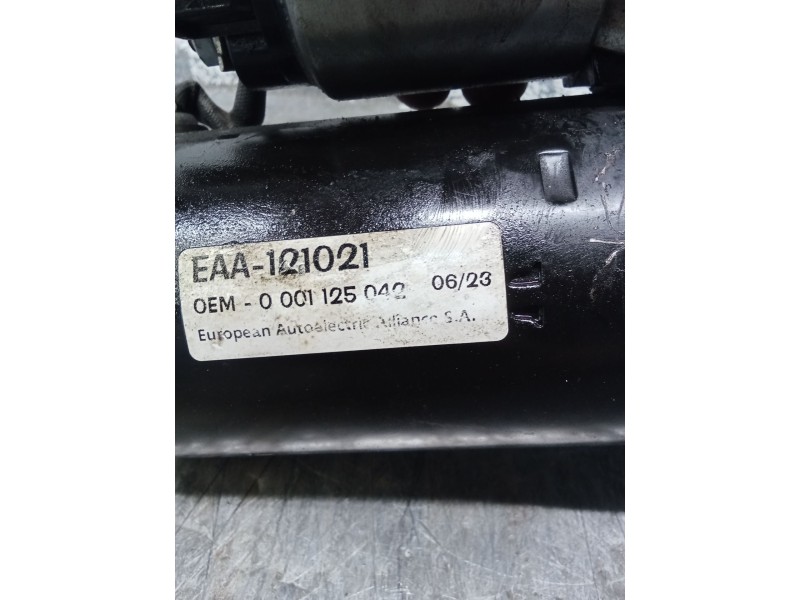 EAA-121021
OEM - 0 001 125 042 06/23
European Autoelectric Alliance S.A.